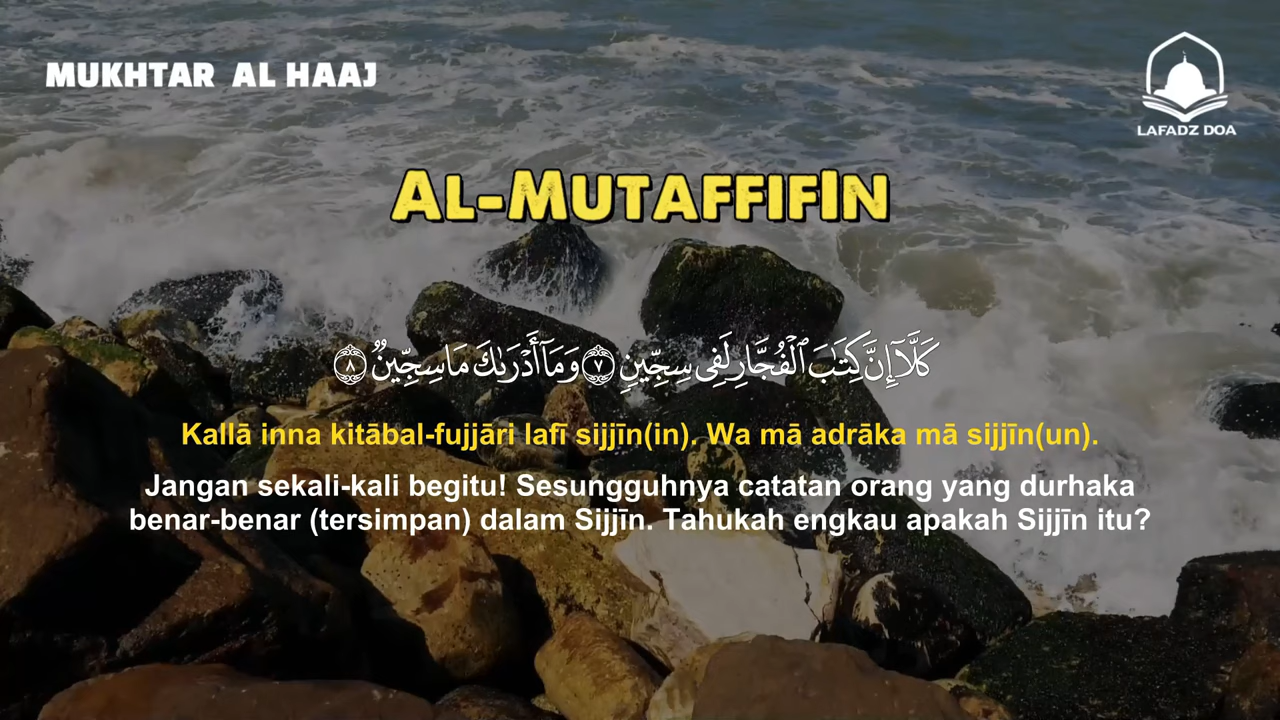 MUKHTAR AL HAAJ
LAFADZ DOA
AL-MUTAFFIFIN
كَلَّآ إِنَّ كِتَٰبَ ٱلْفُجَّارِ لَفِى سِجِّينٍ ٧ وَمَآ أَدْرَىٰكَ مَا سِجِّينٌ ٨
Kallā inna kitābal-fujjāri lafī sijjīn(in). Wa mā adrāka mā sijjīn(un).
Jangan sekali-kali begitu! Sesungguhnya catatan orang yang durhaka
benar-benar (tersimpan) dalam Sijjīn. Tahukah engkau apakah Sijjīn itu?